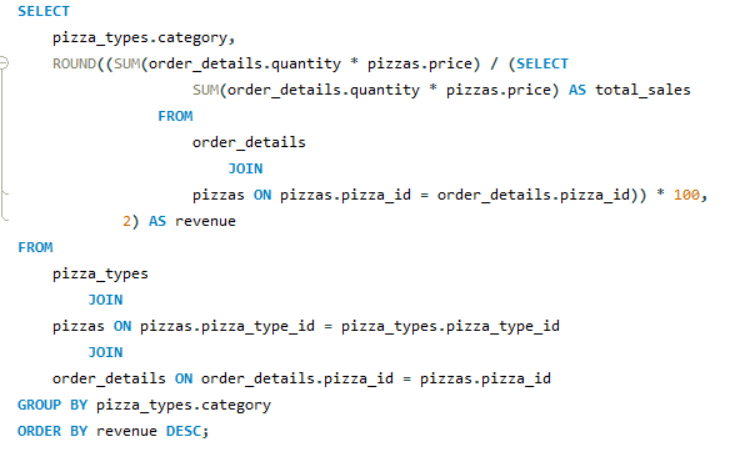 SELECT
pizza_types.category,
ROUND((SUM(order_details.quantity * pizzas.price) / (SELECT
SUM(order_details.quantity * pizzas.price) AS total_sales
FROM
order_details
JOIN
pizzas ON pizzas.pizza_id = order_details.pizza_id)) * 100,
2) AS revenue
FROM
pizza_types
JOIN
pizzas ON pizzas.pizza_type_id = pizza_types.pizza_type_id
JOIN
order_details ON order_details.pizza_id = pizzas.pizza_id
GROUP BY pizza_types.category
ORDER BY revenue DESC;